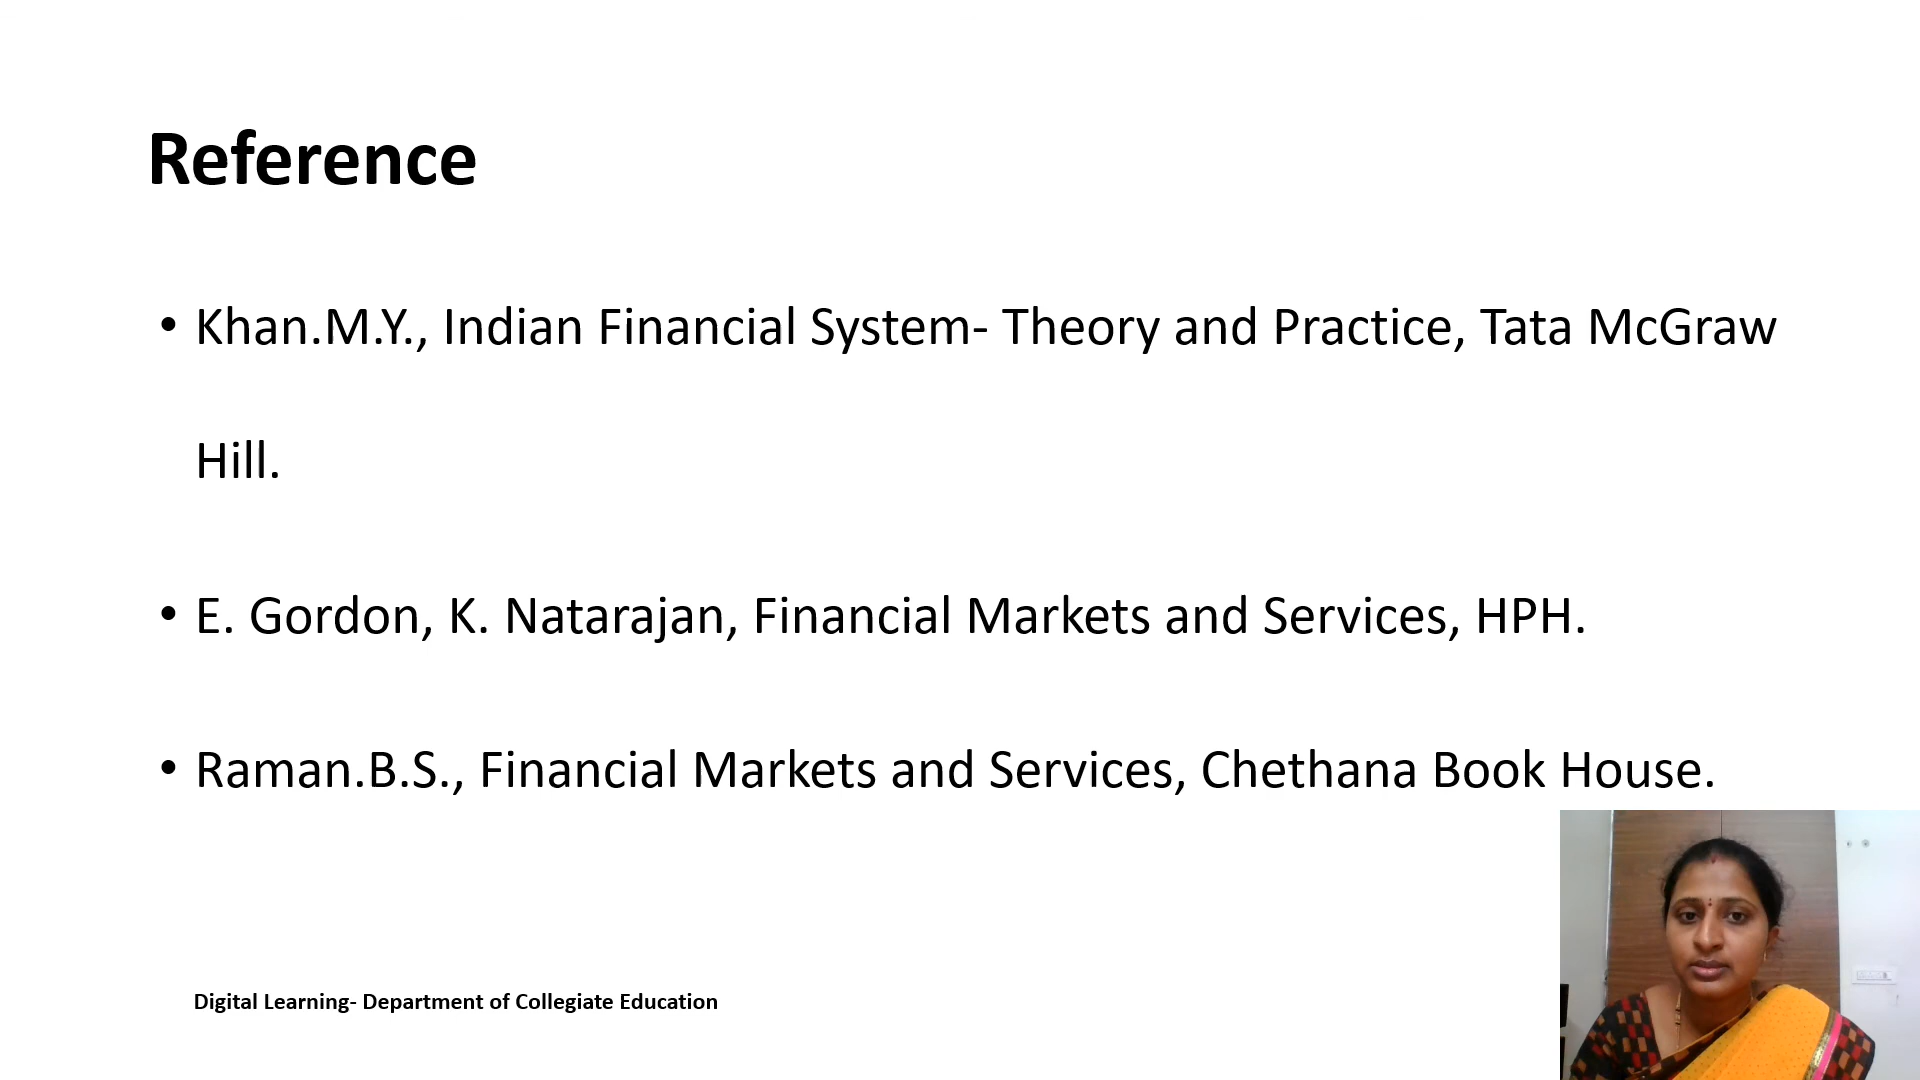 Reference
• Khan.M.Y., Indian Financial System- Theory and Practice, Tata McGraw
Hill.
• E. Gordon, K. Natarajan, Financial Markets and Services, HPH.
• Raman.B.S., Financial Markets and Services, Chethana Book House.
Digital Learning- Department of Collegiate Education